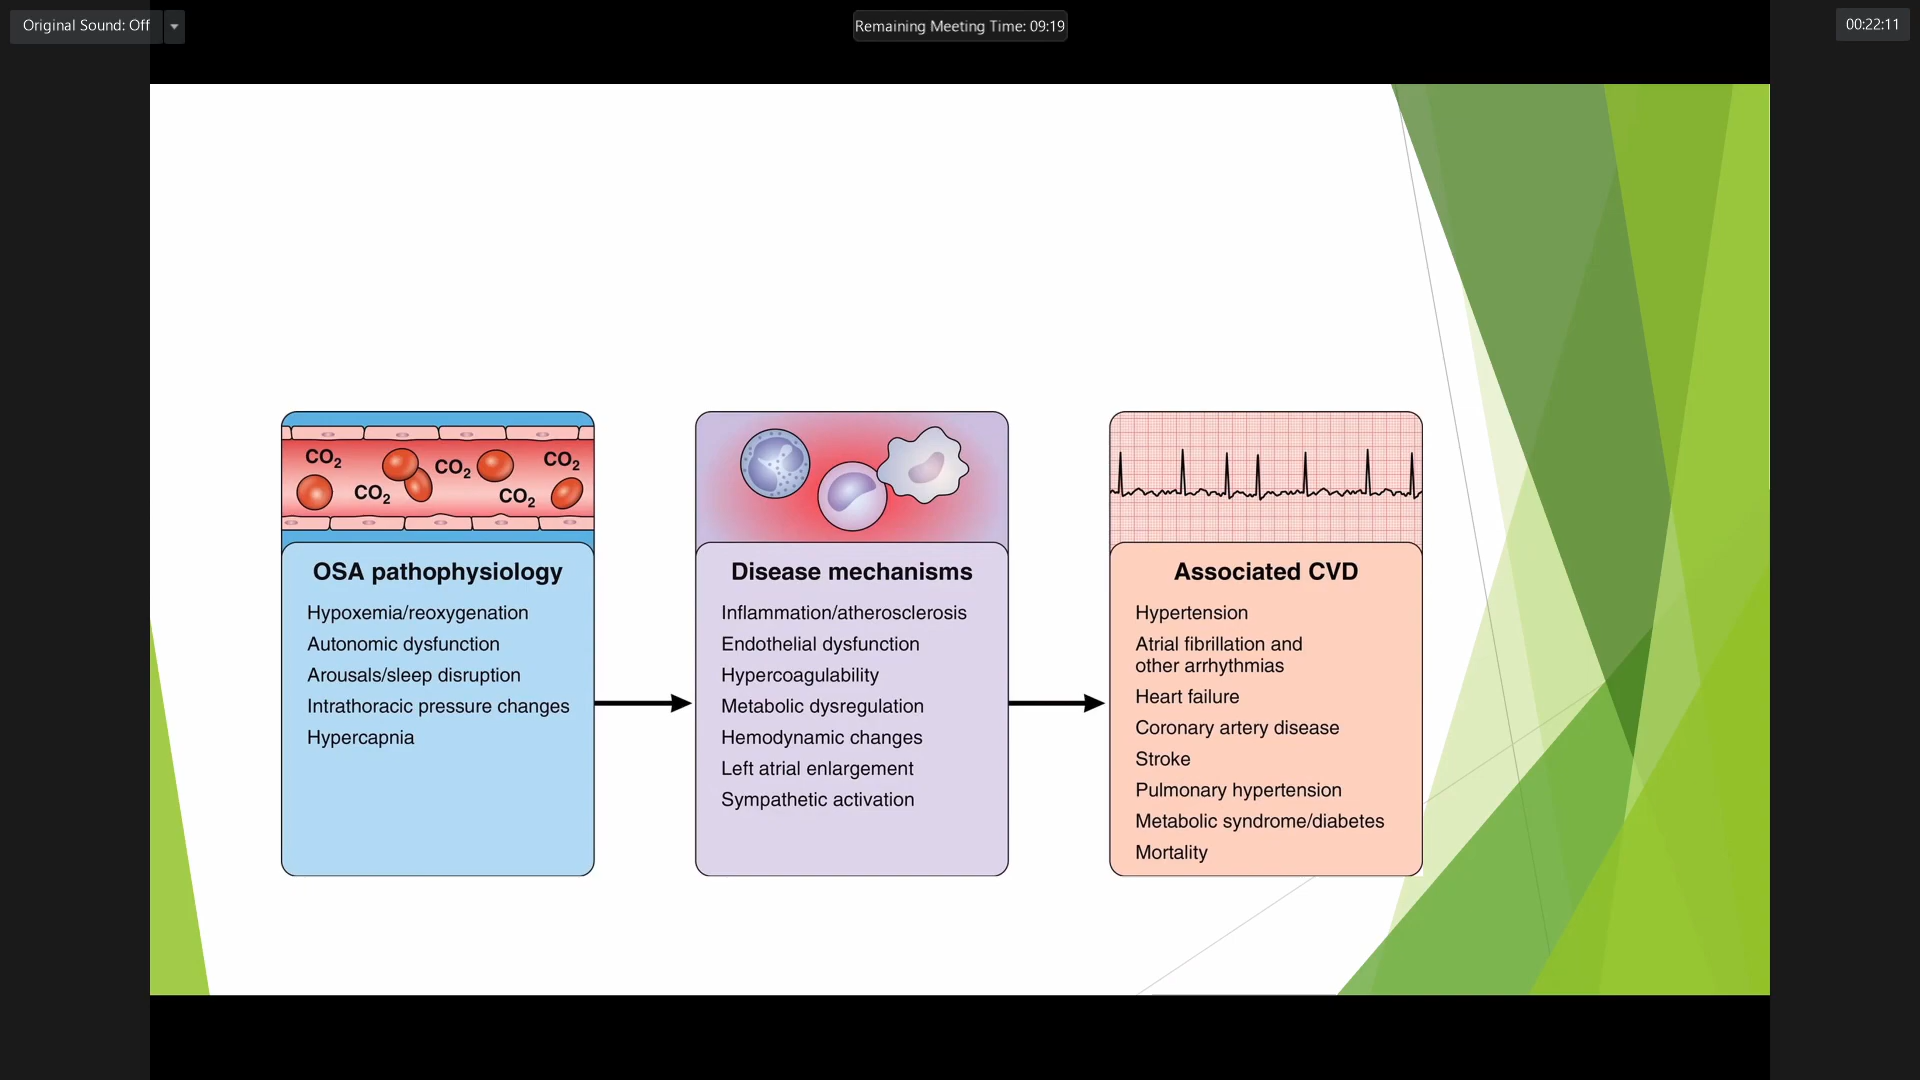 Original Sound: Off
Remaining Meeting Time: 09:19
00:22:11
CO₂
CO₂
CO₂
CO₂
CO₂
OSA pathophysiology
Hypoxemia/reoxygenation
Autonomic dysfunction
Arousals/sleep disruption
Intrathoracic pressure changes
Hypercapnia
Disease mechanisms
Inflammation/atherosclerosis
Endothelial dysfunction
Hypercoagulability
Metabolic dysregulation
Hemodynamic changes
Left atrial enlargement
Sympathetic activation
Associated CVD
Hypertension
Atrial fibrillation and
other arrhythmias
Heart failure
Coronary artery disease
Stroke
Pulmonary hypertension
Metabolic syndrome/diabetes
Mortality